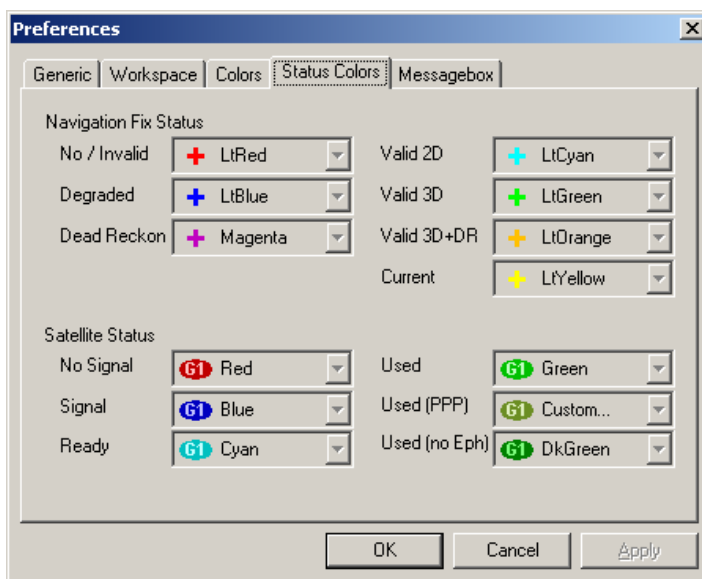 Preferences
Generic Workspace Colors Status Colors Messagebox
Navigation Fix Status
No / Invalid LtRed Valid 2D LtCyan
Degraded LtBlue Valid 3D LtGreen
Dead Reckon Magenta Valid 3D+DR LtOrange
Current LtYellow
Satellite Status
No Signal G1 Red Used G1 Green
Signal G1 Blue Used (PPP) G1 Custom...
Ready G1 Cyan Used (no Eph) G1 DkGreen
OK Cancel Apply